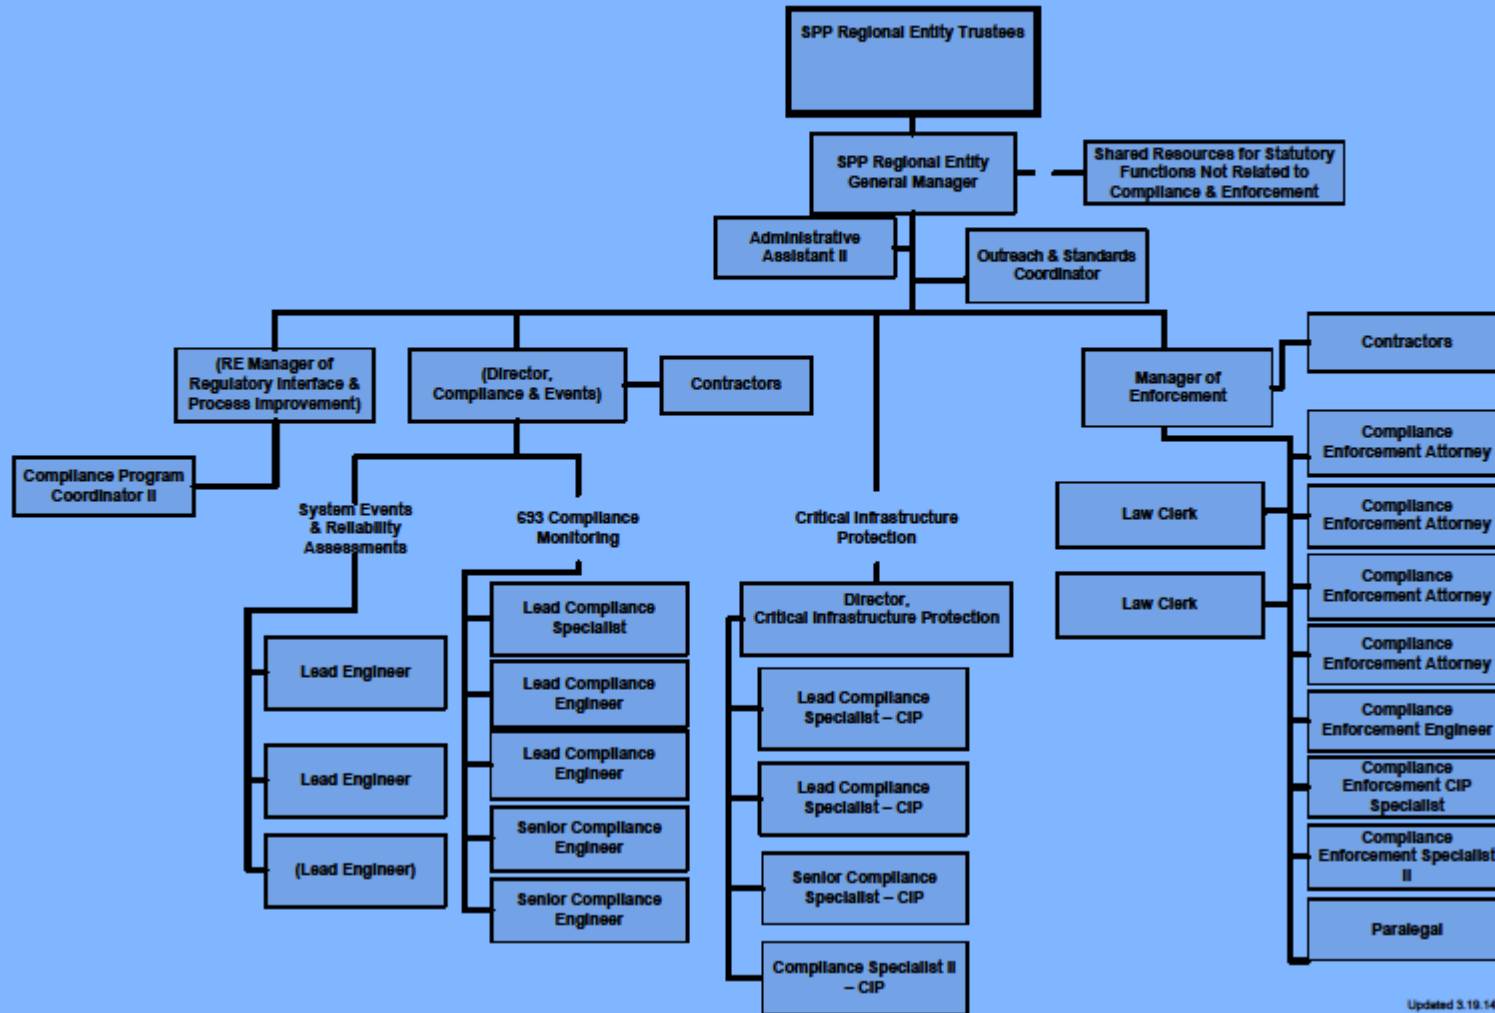 SPP Regional Entity Trustees
SPP Regional Entity
General Manager
Shared Resources for Statutory
Functions Not Related to
Compliance & Enforcement
Administrative
Assistant II
Outreach & Standards
Coordinator
(RE Manager of
Regulatory Interface &
Process Improvement)
(Director,
Compliance & Events)
Contractors
Manager of
Enforcement
Contractors
Compliance Program
Coordinator II
System Events
& Reliability
Assessments
693 Compliance
Monitoring
Critical Infrastructure
Protection
Lead Engineer
Lead Engineer
(Lead Engineer)
Lead Compliance
Specialist
Lead Compliance
Engineer
Lead Compliance
Engineer
Senior Compliance
Engineer
Senior Compliance
Engineer
Director,
Critical Infrastructure Protection
Lead Compliance
Specialist – CIP
Lead Compliance
Specialist – CIP
Senior Compliance
Specialist – CIP
Compliance Specialist II
– CIP
Law Clerk
Law Clerk
Compliance
Enforcement Attorney
Compliance
Enforcement Attorney
Compliance
Enforcement Attorney
Compliance
Enforcement Attorney
Compliance
Enforcement Engineer
Compliance
Enforcement CIP
Specialist
Compliance
Enforcement Specialist
II
Paralegal
Updated 3.19.14